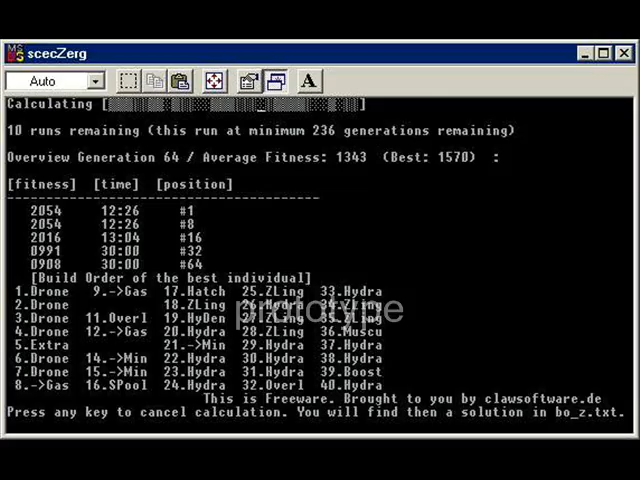 scecZerg
Auto
A
Calculating [ ]
10 runs remaining (this run at minimum 236 generations remaining)
Overview Generation 64 / Average Fitness: 1343 (Best: 1570) :
[fitness] [time] [position]
2054 12:26 #1
2054 12:26 #8
2016 13:04 #16
0991 30:00 #32
0908 30:00 #64
[Build Order of the best individual]
1.Drone 9.->Gas 17.Hatch 25.ZLing 33.Hydra
2.Drone 18.ZLing
3.Drone 11.Overl 19.HyDen
4.Drone 12.->Gas 20.Hydra 28.ZLing 36.Muscu
5.Extra 21.->Min 29.Hydra 37.Hydra
6.Drone 14.->Min 22.Hydra 30.Hydra 38.Hydra
7.Drone 15.->Min 23.Hydra 31.Hydra 39.Boost
8.->Gas 16.SPool 24.Hydra 32.Overl 40.Hydra
prototype
This is Freeware. Brought to you by clawsoftware.de
Press any key to cancel calculation. You will find then a solution in bo_z.txt.